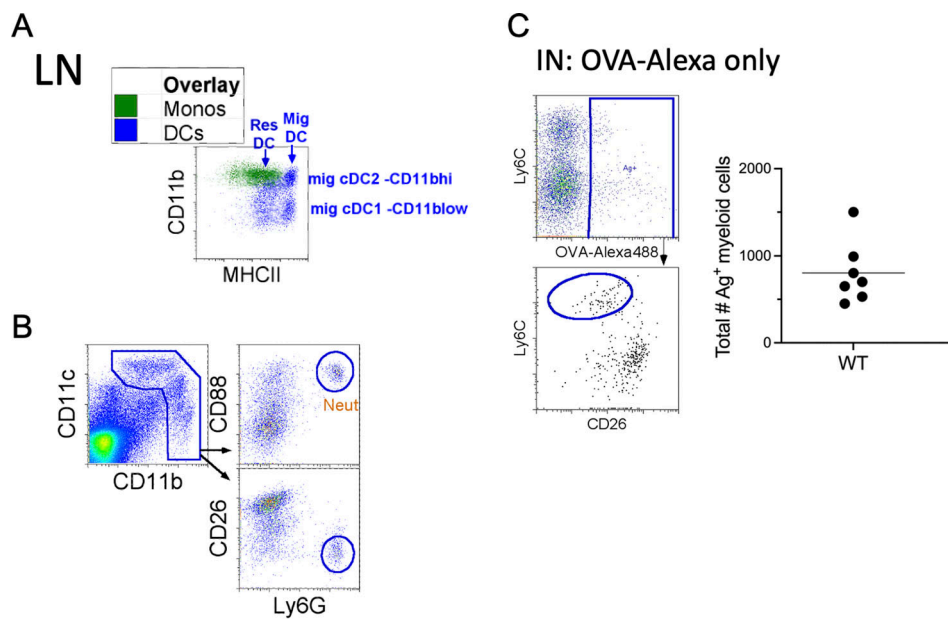 A
LN
Overlay
Monos
DCs
Res DC
Mig DC
mig cDC2 -CD11bhi
mig cDC1 -CD11blow
CD11b
MHCII
B
CD11c
CD11b
CD88
Neut
CD26
Ly6G
C
IN: OVA-Alexa only
Ly6C
Ag+
OVA-Alexa488
Ly6C
CD26
Total # Ag⁺ myeloid cells
2000
1500
1000
500
0
WT